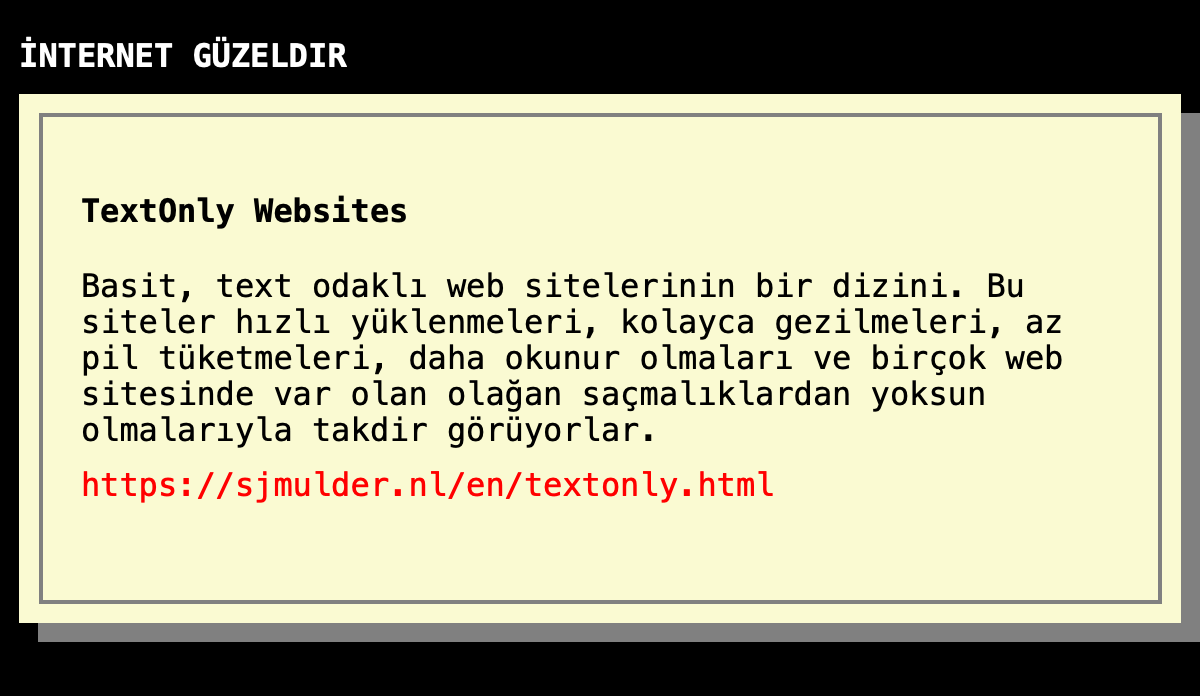 İNTERNET GÜZELDIR
TextOnly Websites
Basit, text odaklı web sitelerinin bir dizini. Bu
siteler hızlı yüklenmeleri, kolayca gezilmeleri, az
pil tüketmeleri, daha okunur olmaları ve birçok web
sitesinde var olan olağan saçmalıklardan yoksun
olmalarıyla takdir görüyorlar.
https://sjmulder.nl/en/textonly.html